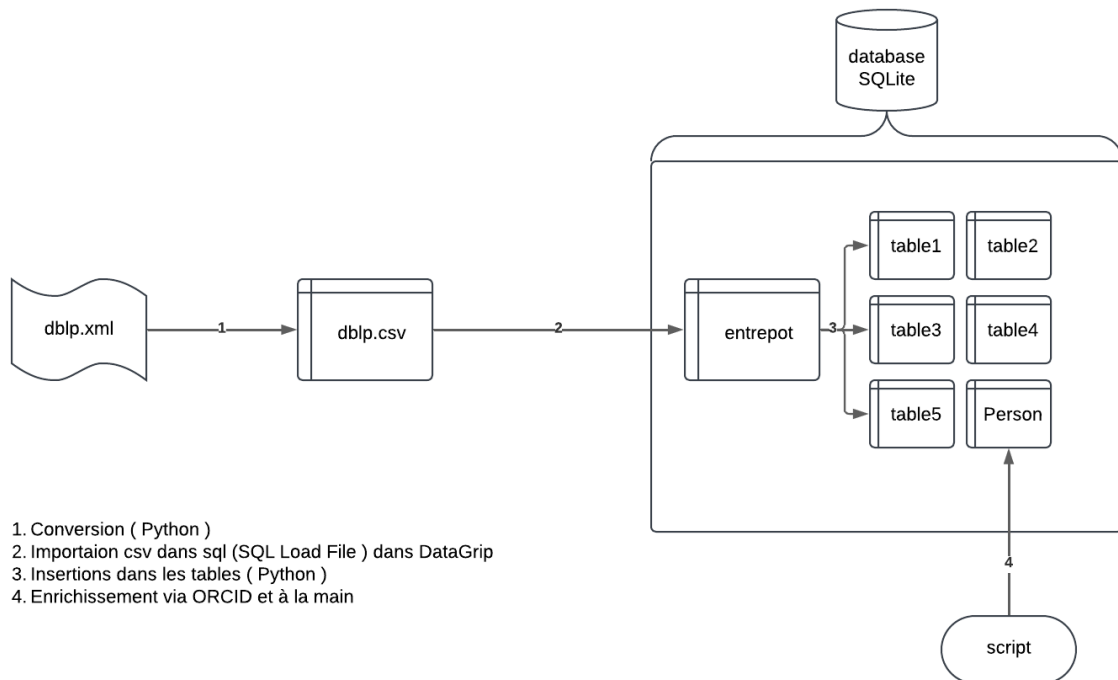 database
SQLite
table1
table2
dblp.xml
1
dblp.csv
2
entrepot
3
table3
table4
table5
Person
1. Conversion ( Python )
2. Importaion csv dans sql (SQL Load File ) dans DataGrip
3. Insertions dans les tables ( Python )
4. Enrichissement via ORCID et à la main
4
script